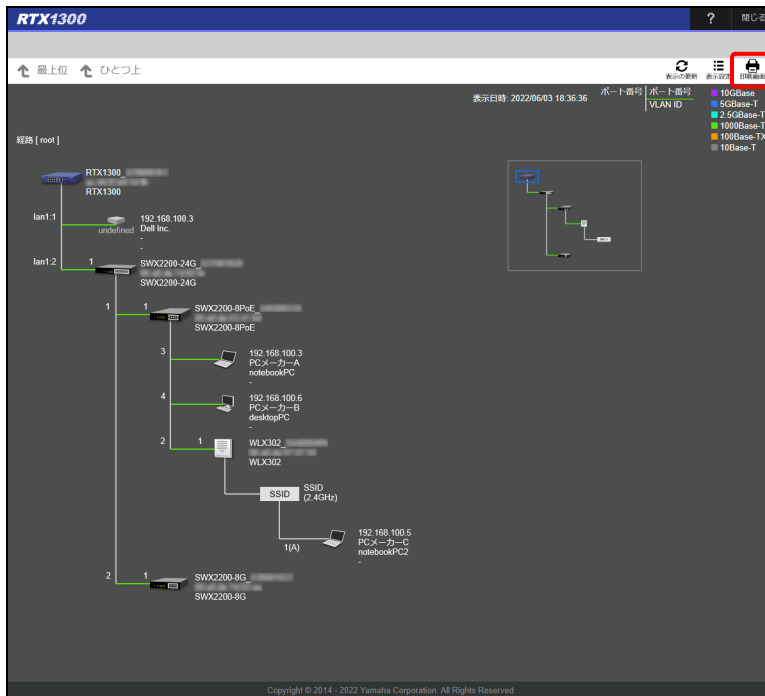 RTX1300
? 閉じる
最上位 ひとつ上
表示の更新 表示設定 印刷画面
表示日時: 2022/06/03 18:36:36
ポート番号 ポート番号
VLAN ID
10GBase
5GBase-T
2.5GBase-T
1000Base-T
100Base-TX
10Base-T
経路 [ root ]
RTX1300_
RTX1300
lan1:1
undefined
192.168.100.3
Dell Inc.
-
-
lan1:2 1
SWX2200-24G_
SWX2200-24G
1 1
SWX2200-8PoE_
SWX2200-8PoE
3
192.168.100.3
PCメーカーA
notebookPC
-
4
192.168.100.6
PCメーカーB
desktopPC
-
2 1
WLX302_
WLX302
SSID
SSID
(2.4GHz)
1(A)
192.168.100.5
PCメーカーC
notebookPC2
-
2 1
SWX2200-8G_
SWX2200-8G
Copyright © 2014 - 2022 Yamaha Corporation. All Rights Reserved.